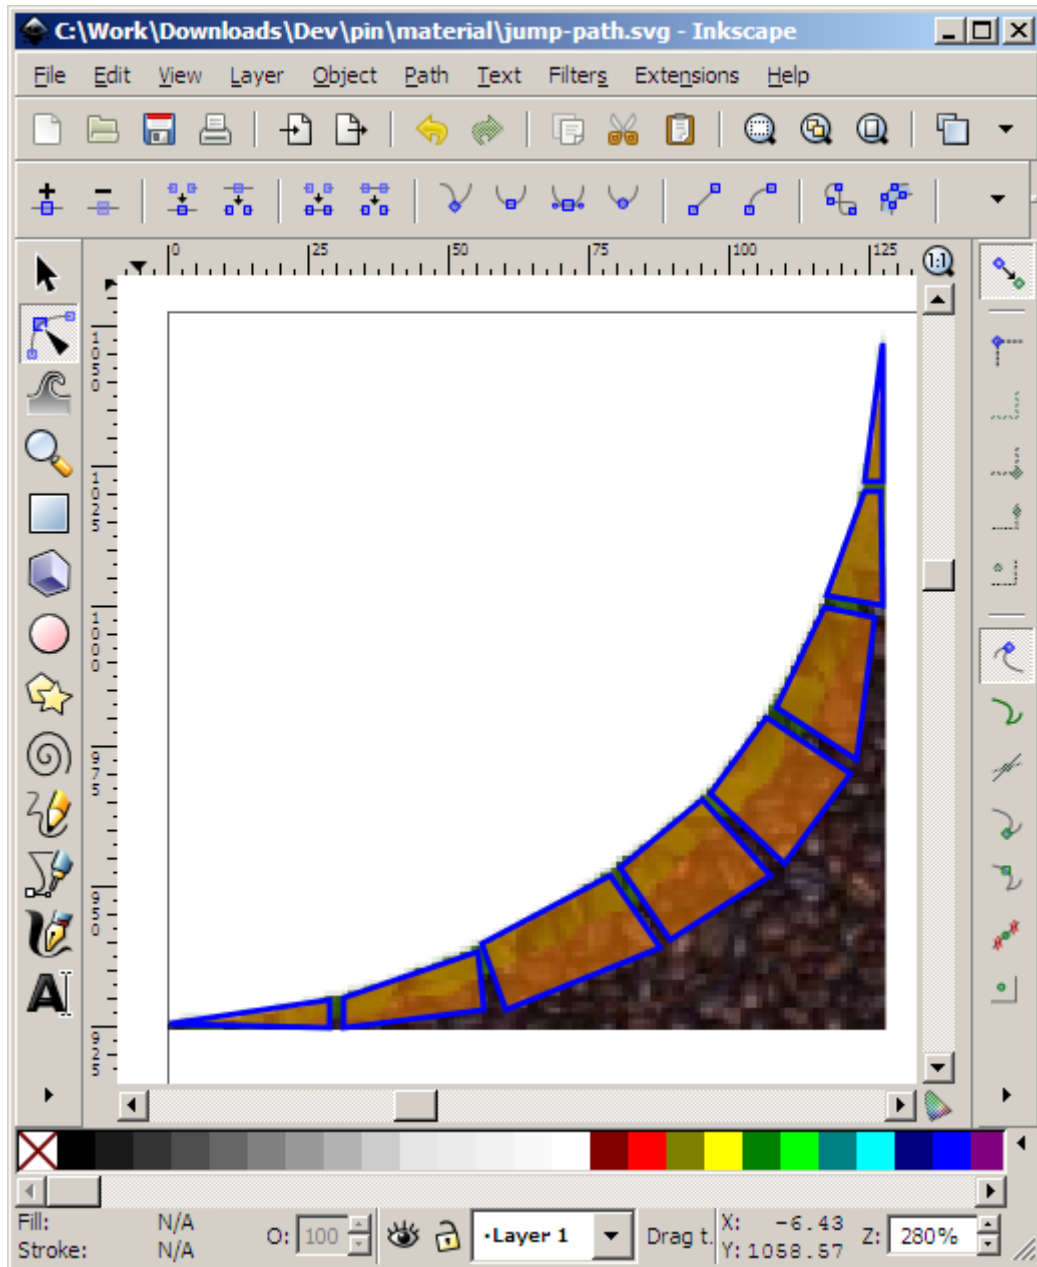 C:\Work\Downloads\Dev\pin\material\jump-path.svg - Inkscape
File Edit View Layer Object Path Text Filters Extensions Help
0 25 50 75 100 125
1:1
1050
1025
1000
975
950
925
A
Fill: N/A O: 100 •Layer 1 Drag t. X: -6.43 Z: 280%
Stroke: N/A Y: 1058.57